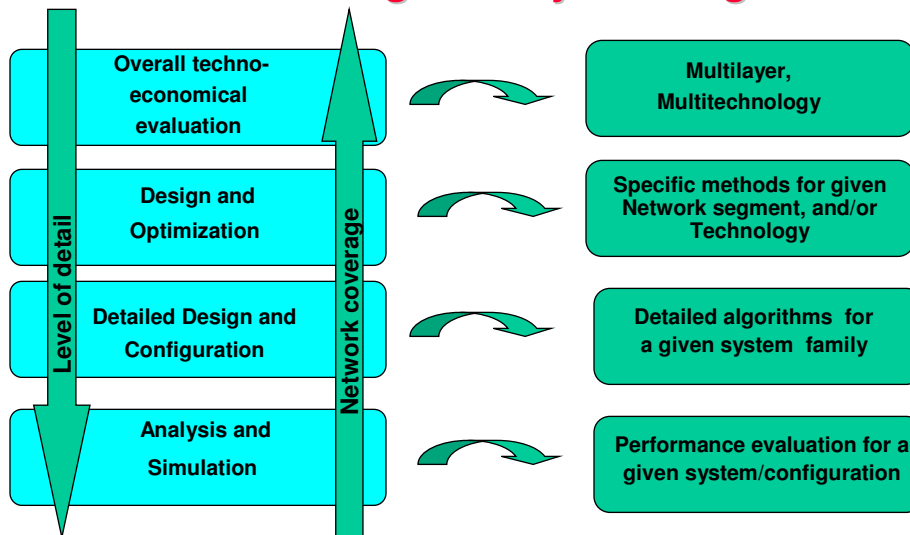 Overall techno-
economical
evaluation
Multilayer,
Multitechnology
Design and
Optimization
Specific methods for given
Network segment, and/or
Technology
Detailed Design and
Configuration
Detailed algorithms for
a given system family
Analysis and
Simulation
Performance evaluation for a
given system/configuration
Level of detail
Network coverage